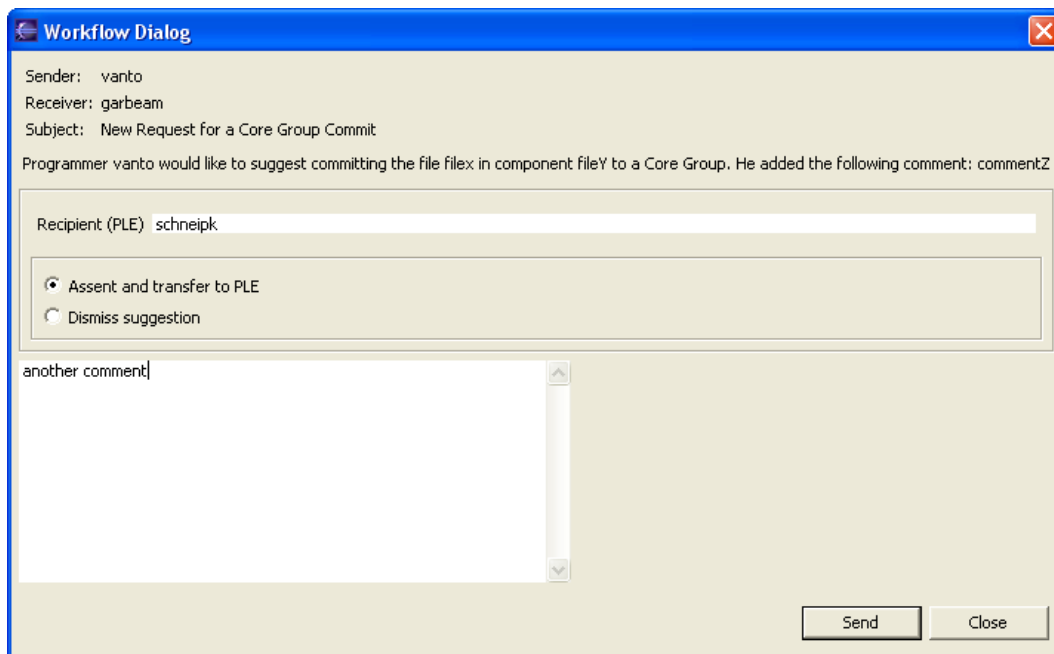 Workflow Dialog
Sender: vanto
Receiver: garbeam
Subject: New Request for a Core Group Commit
Programmer vanto would like to suggest committing the file filex in component fileY to a Core Group. He added the following comment: commentZ
Recipient (PLE) schneipk
Assent and transfer to PLE
Dismiss suggestion
another comment
Send Close